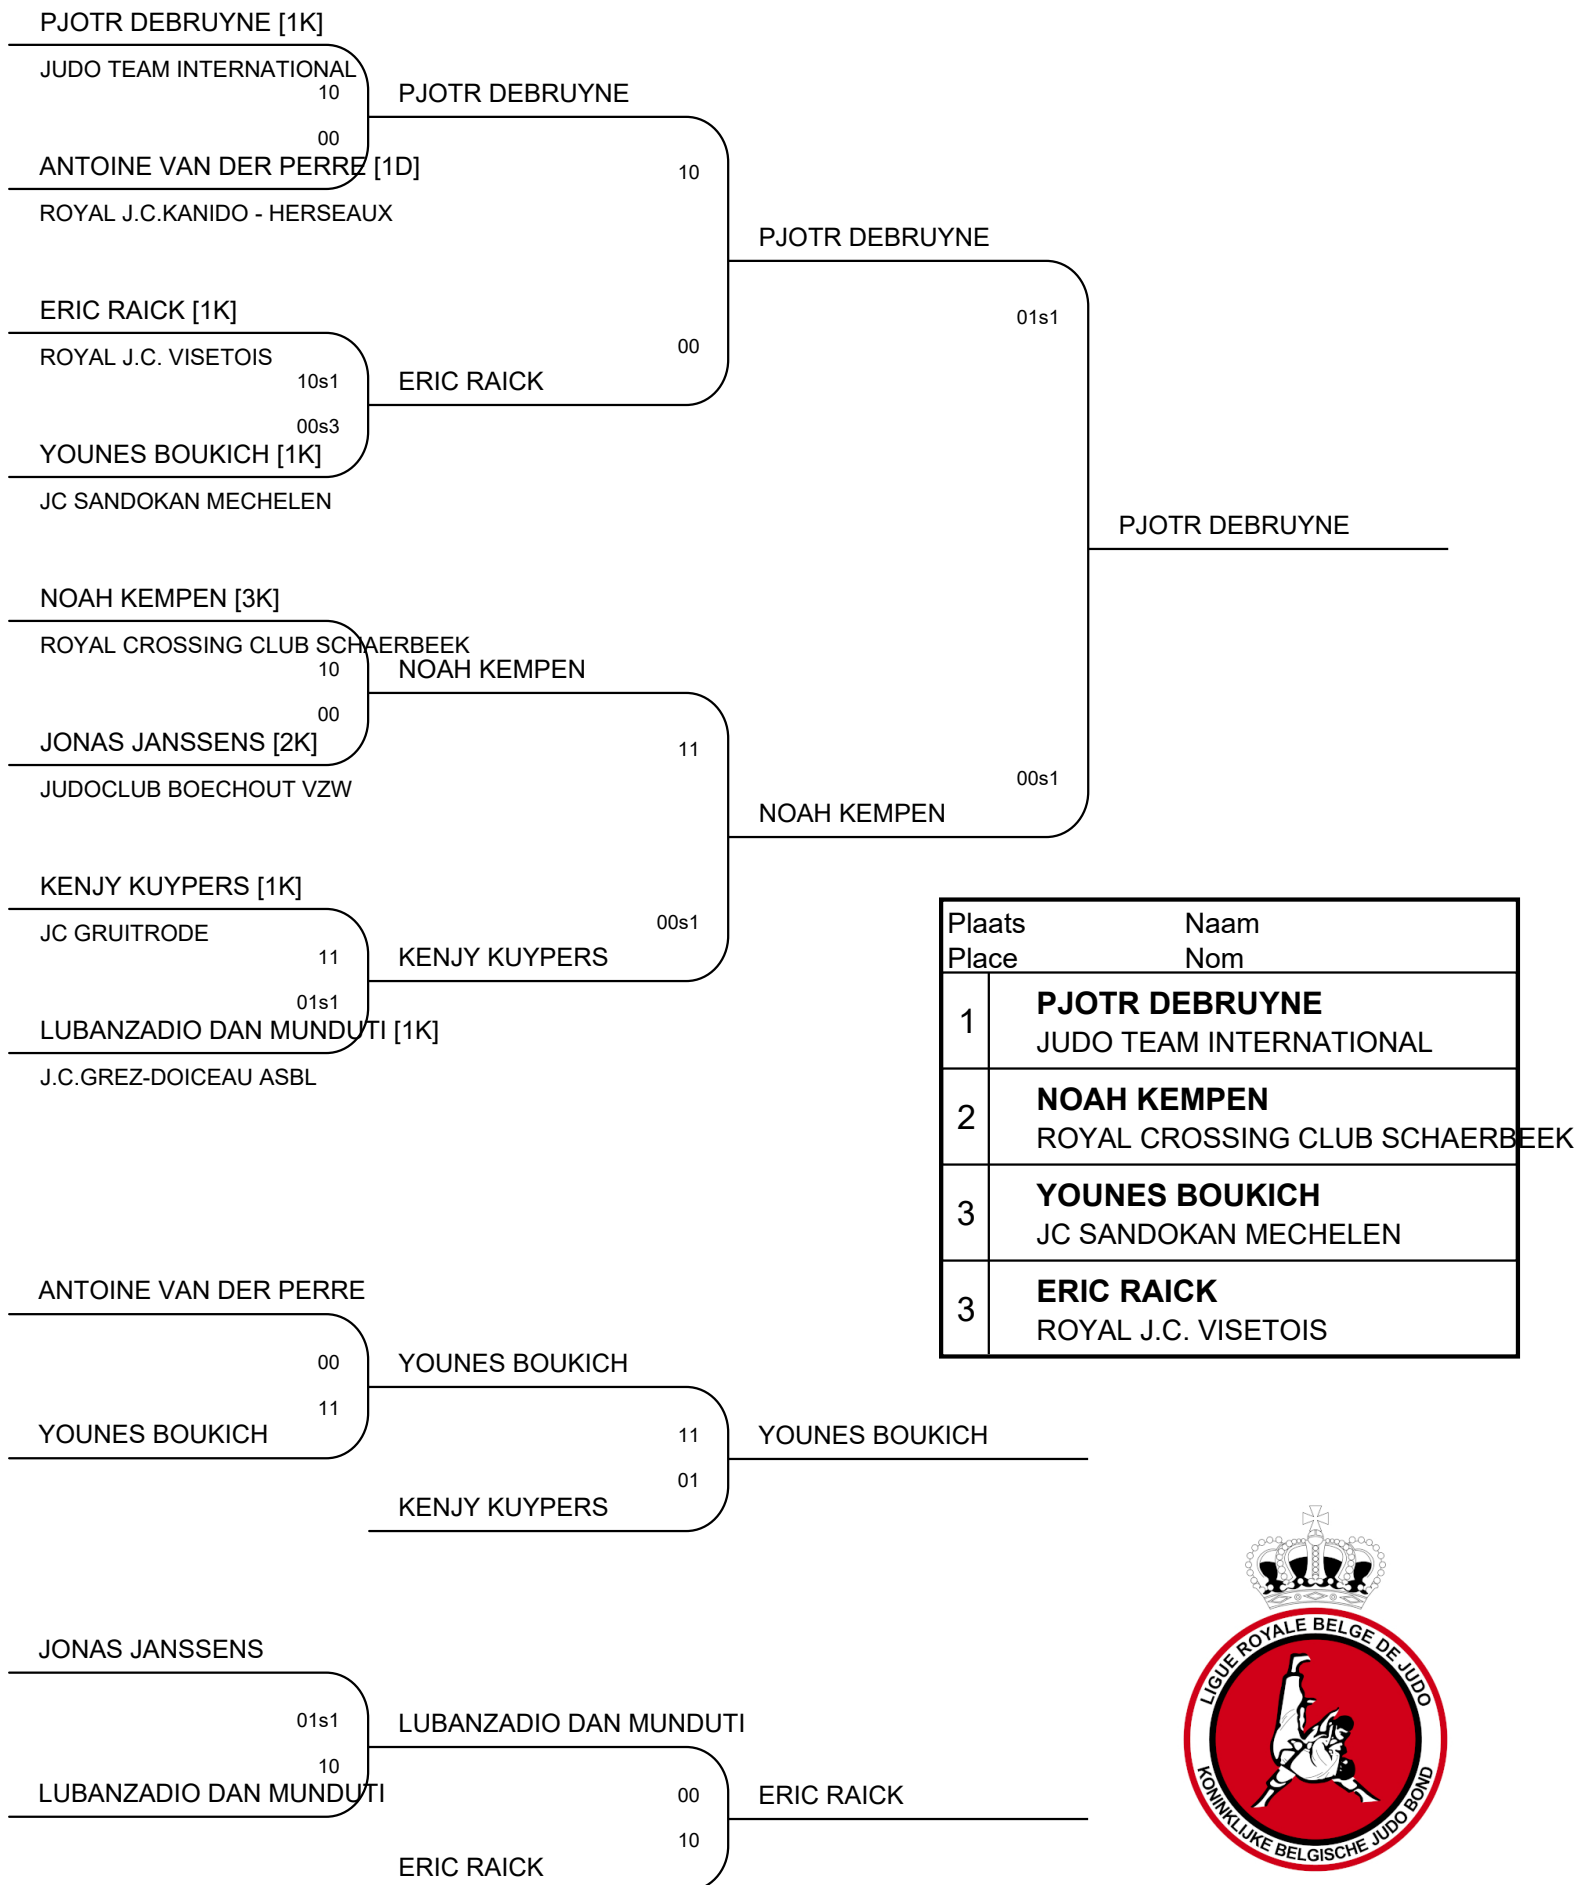 PJOTR DEBRUYNE [1K]
JUDO TEAM INTERNATIONAL
10
PJOTR DEBRUYNE
00
ANTOINE VAN DER PERRE [1D]
10
ROYAL J.C.KANIDO - HERSEAUX
PJOTR DEBRUYNE
ERIC RAICK [1K]
01s1
ROYAL J.C. VISETOIS
00
10s1
ERIC RAICK
00s3
YOUNES BOUKICH [1K]
JC SANDOKAN MECHELEN
PJOTR DEBRUYNE
NOAH KEMPEN [3K]
ROYAL CROSSING CLUB SCHAERBEEK
10
NOAH KEMPEN
00
JONAS JANSSENS [2K]
11
JUDOCLUB BOECHOUT VZW
00s1
NOAH KEMPEN
KENJY KUYPERS [1K]
JC GRUITRODE
00s1
11
KENJY KUYPERS
01s1
LUBANZADIO DAN MUNDUTI [1K]
J.C.GREZ-DOICEAU ASBL
Plaats Naam
Place Nom
1 PJOTR DEBRUYNE
JUDO TEAM INTERNATIONAL
2 NOAH KEMPEN
ROYAL CROSSING CLUB SCHAERBEEK
3 YOUNES BOUKICH
JC SANDOKAN MECHELEN
3 ERIC RAICK
ROYAL J.C. VISETOIS
ANTOINE VAN DER PERRE
00
YOUNES BOUKICH
11
YOUNES BOUKICH
11
YOUNES BOUKICH
01
KENJY KUYPERS
JONAS JANSSENS
01s1
LUBANZADIO DAN MUNDUTI
10
LUBANZADIO DAN MUNDUTI
00
ERIC RAICK
10
ERIC RAICK
LIGUE ROYALE BELGE DE JUDO
KONINKLIJKE BELGISCHE JUDO BOND